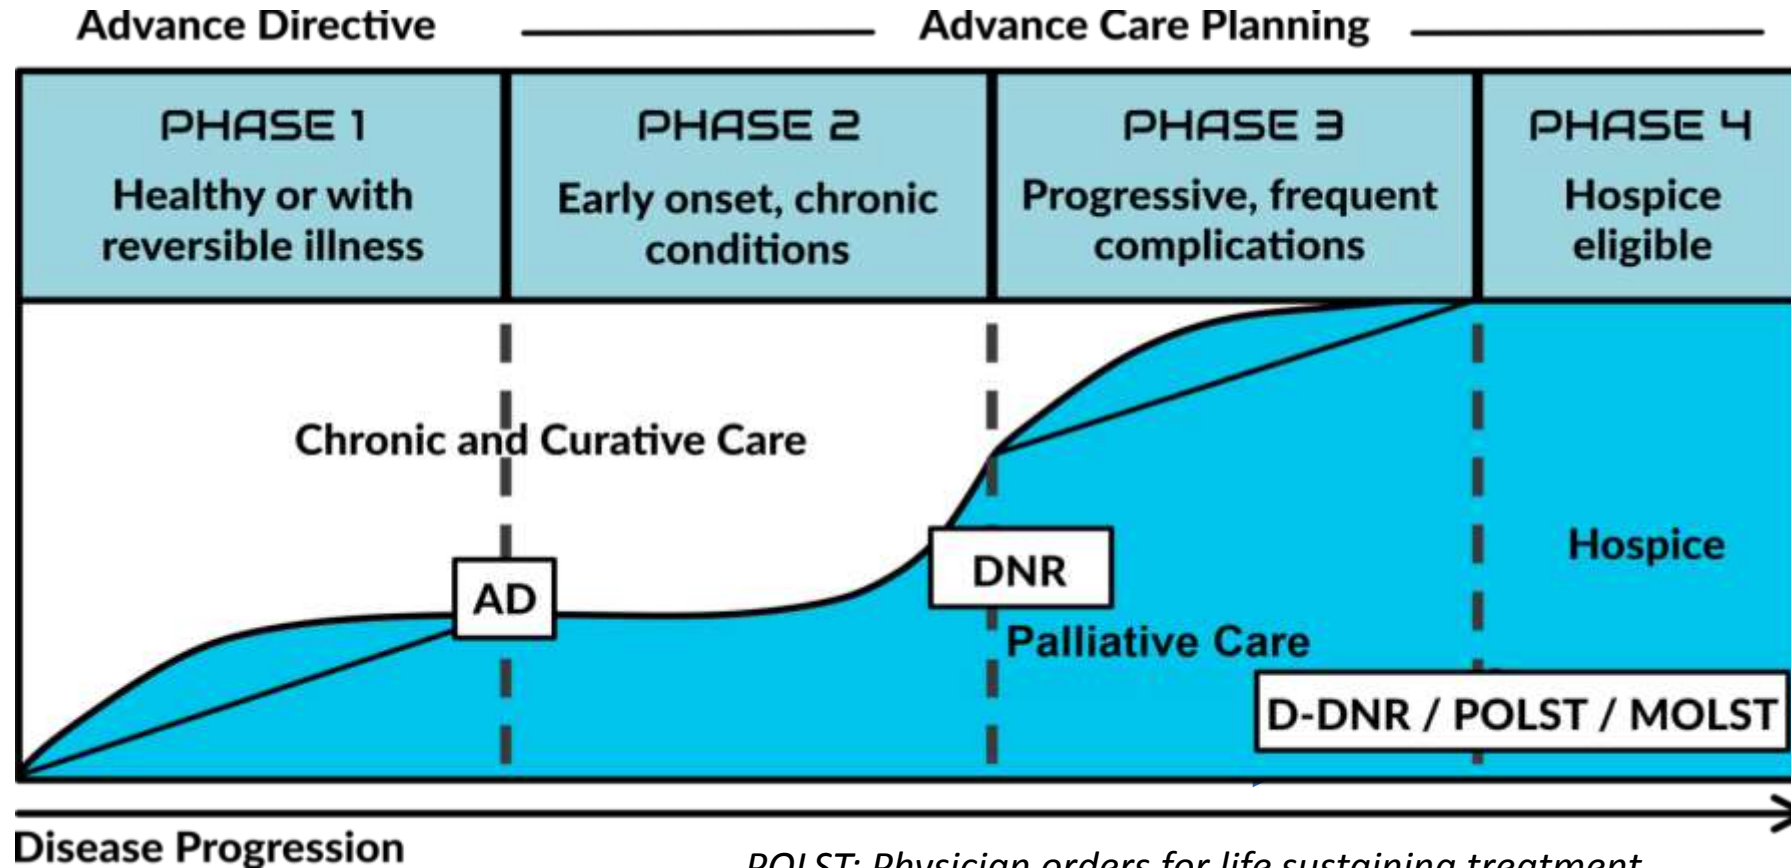 Advance Directive
Advance Care Planning
PHASE 1
Healthy or with
reversible illness
PHASE 2
Early onset, chronic
conditions
PHASE 3
Progressive, frequent
complications
PHASE 4
Hospice
eligible
Chronic and Curative Care
AD
DNR
Hospice
Palliative Care
D-DNR / POLST / MOLST
Disease Progression
POLST: Physician orders for life sustaining treatment